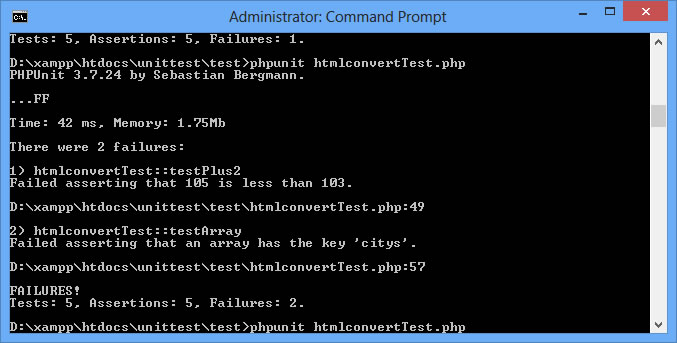 Administrator: Command Prompt
Tests: 5, Assertions: 5, Failures: 1.
D:\xampp\htdocs\unittest\test>phpunit htmlconvertTest.php
PHPUnit 3.7.24 by Sebastian Bergmann.
...FF
Time: 42 ms, Memory: 1.75Mb
There were 2 failures:
1) htmlconvertTest::testPlus2
Failed asserting that 105 is less than 103.
D:\xampp\htdocs\unittest\test\htmlconvertTest.php:49
2) htmlconvertTest::testArray
Failed asserting that an array has the key 'citys'.
D:\xampp\htdocs\unittest\test\htmlconvertTest.php:57
FAILURES!
Tests: 5, Assertions: 5, Failures: 2.
D:\xampp\htdocs\unittest\test>phpunit htmlconvertTest.php